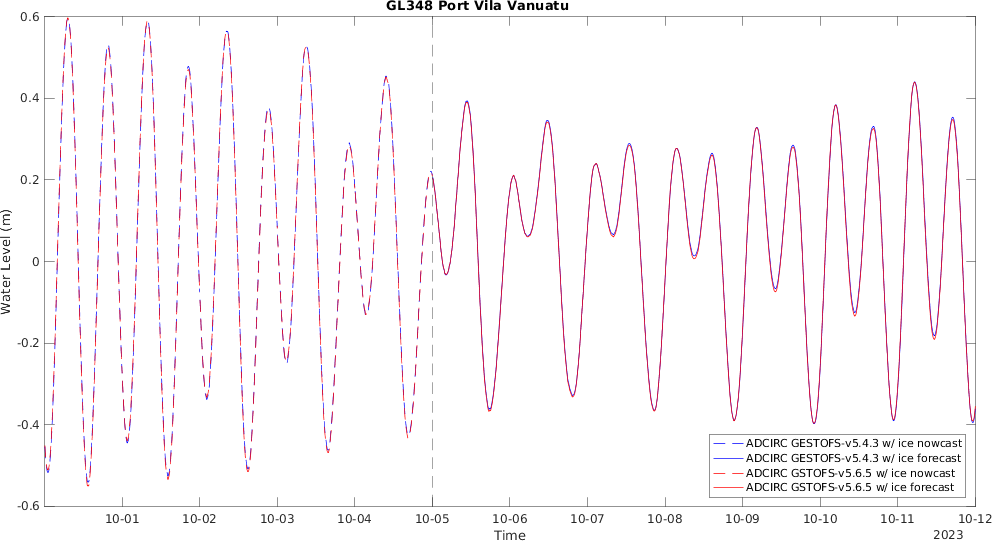 GL348 Port Vila Vanuatu
0.6
0.4
0.2
0
-0.2
-0.4
-0.6
Water Level (m)
ADCIRC GESTOFS-v5.4.3 w/ ice nowcast
ADCIRC GESTOFS-v5.4.3 w/ ice forecast
ADCIRC GSTOFS-v5.6.5 w/ ice nowcast
ADCIRC GSTOFS-v5.6.5 w/ ice forecast
10-01 10-02 10-03 10-04 10-05 10-06 10-07 10-08 10-09 10-10 10-11 10-12
Time
2023